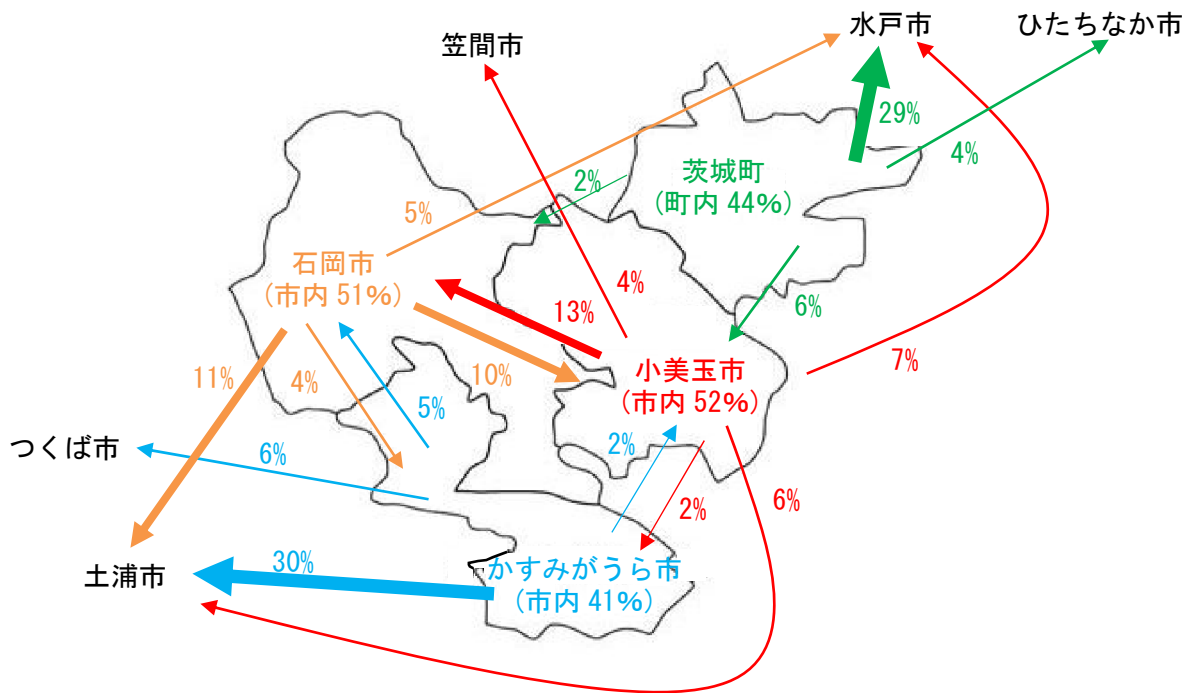 水戸市
ひたちなか市
笠間市
29%
4%
2%
茨城町
(町内 44%)
5%
石岡市
(市内 51%)
4%
13%
6%
7%
11%
4%
10%
小美玉市
(市内 52%)
5%
つくば市
6%
2%
2%
6%
土浦市
30%
かすみがうら市
(市内 41%)